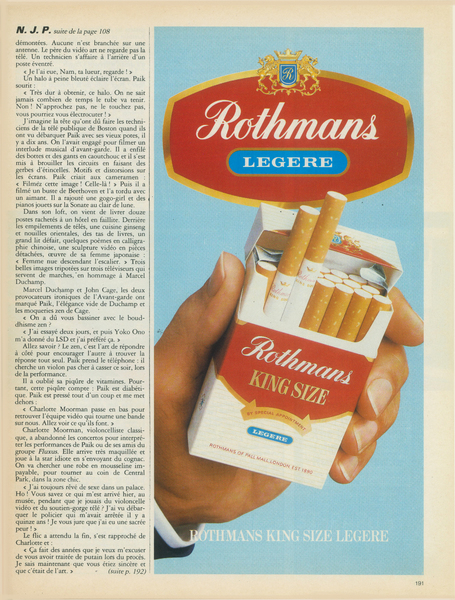 N. J. P. suite de la page 108
démontées. Aucune n'est branchée sur une
antenne. Le père du vidéo art ne regarde pas la
télé. Un technicien s'affaire à l'arrière d'un
poste éventré.
« Je l'ai eue, Nam, ta lueur, regarde ! »
Un halo à peine bleuté éclaire l'écran. Paik
sourit :
« Très dur à obtenir, ce halo. On ne sait
jamais combien de temps le tube va tenir.
Non ! N'approchez pas, ne le touchez pas,
vous pourriez vous électrocuter ! »
J'imagine la tête qu'ont dû faire les techni-
ciens de la télé publique de Boston quand ils
ont vu débarquer Paik avec ses vieux potes, il
y a dix ans. On l'avait engagé pour filmer un
interlude musical d'avant-garde. Il a enfilé
des bottes et des gants en caoutchouc et il s'est
mis à brouiller les circuits en faisant des
gerbes d'étincelles. Motifs et distorsions sur
les écrans. Paik criait aux cameramen :
« Filmez cette image ! Celle-là ! » Puis il a
filmé un buste de Beethoven et l'a tordu avec
un aimant. Il a rajouté une gogo-girl et des
pianos jouets sur la Sonate au clair de lune.
Dans son loft, on vient de livrer douze
postes rachetés à un hôtel en faillite. Derrière
les empilements de télés, une cuisine ginseng
et nouilles orientales, des tas de livres, un
grand lit défait, quelques poèmes en calligra-
phie chinoise, une sculpture vidéo en pièces
détachées, œuvre de sa femme japonaise :
« Femme nue descendant l'escalier. » Trois
belles images tripotées sur trois téléviseurs qui
servent de marches, en hommage à Marcel
Duchamp.
Marcel Duchamp et John Cage, les deux
provocateurs ironiques de l'Avant-garde ont
marqué Paik, l'élégance vide de Duchamp et
les moqueries zen de Cage.
« On a dû vous bassiner avec le boud-
dhisme zen ?
« J'ai essayé deux jours, et puis Yoko Ono
m'a donné du LSD et j'ai préféré ça. »
Allez savoir ! Le zen, c'est l'art de répondre
à côté pour encourager l'autre à trouver la
réponse tout seul. Paik prend le téléphone : il
cherche un violon pas cher à casser ce soir, lors
de la performance.
Il a oublié sa piqûre de vitamines. Pour-
tant, cette piqûre compte : Paik est diabéti-
que. Paik est pressé tout d'un coup et me met
dehors :
« Charlotte Moorman passe en bas pour
retrouver l'équipe vidéo qui tourne une bande
sur nous. Allez voir ce qu'ils font. »
Charlotte Moorman, violoncelliste classi-
que, a abandonné les concertos pour interpré-
ter les performances de Paik ou de ses amis du
groupe Fluxus. Elle arrive très maquillée et
joue à la star idiote en s'envoyant du cognac.
On va chercher une robe en mousseline im-
payable, pour tourner au coin de Central
Park, dans la zone chic.
« J'ai toujours rêvé de sexe dans un palace.
Ho ! Vous savez ce qui m'est arrivé hier, au
musée, pendant que je jouais du violoncelle
vidéo et du soutien-gorge télé ? J'ai vu débar-
quer le policier qui m'avait arrêtée il y a
quinze ans ! Je vous jure que j'ai eu une sacrée
peur ! »
Le flic a attendu la fin, s'est rapproché de
Charlotte et :
« Ça fait des années que je veux m'excuser
de vous avoir traitée de putain lors du procès.
Je sais maintenant que vous étiez sincère et
que c'était de l'art. » (suite p. 192)
R
Rothmans
LEGERE
Rothmans
KING SIZE
BY SPECIAL APPOINTMENT
LEGERE
ROTHMANS OF PALL MALL, LONDON, EST 1890
ROTHMANS KING SIZE LEGERE
191